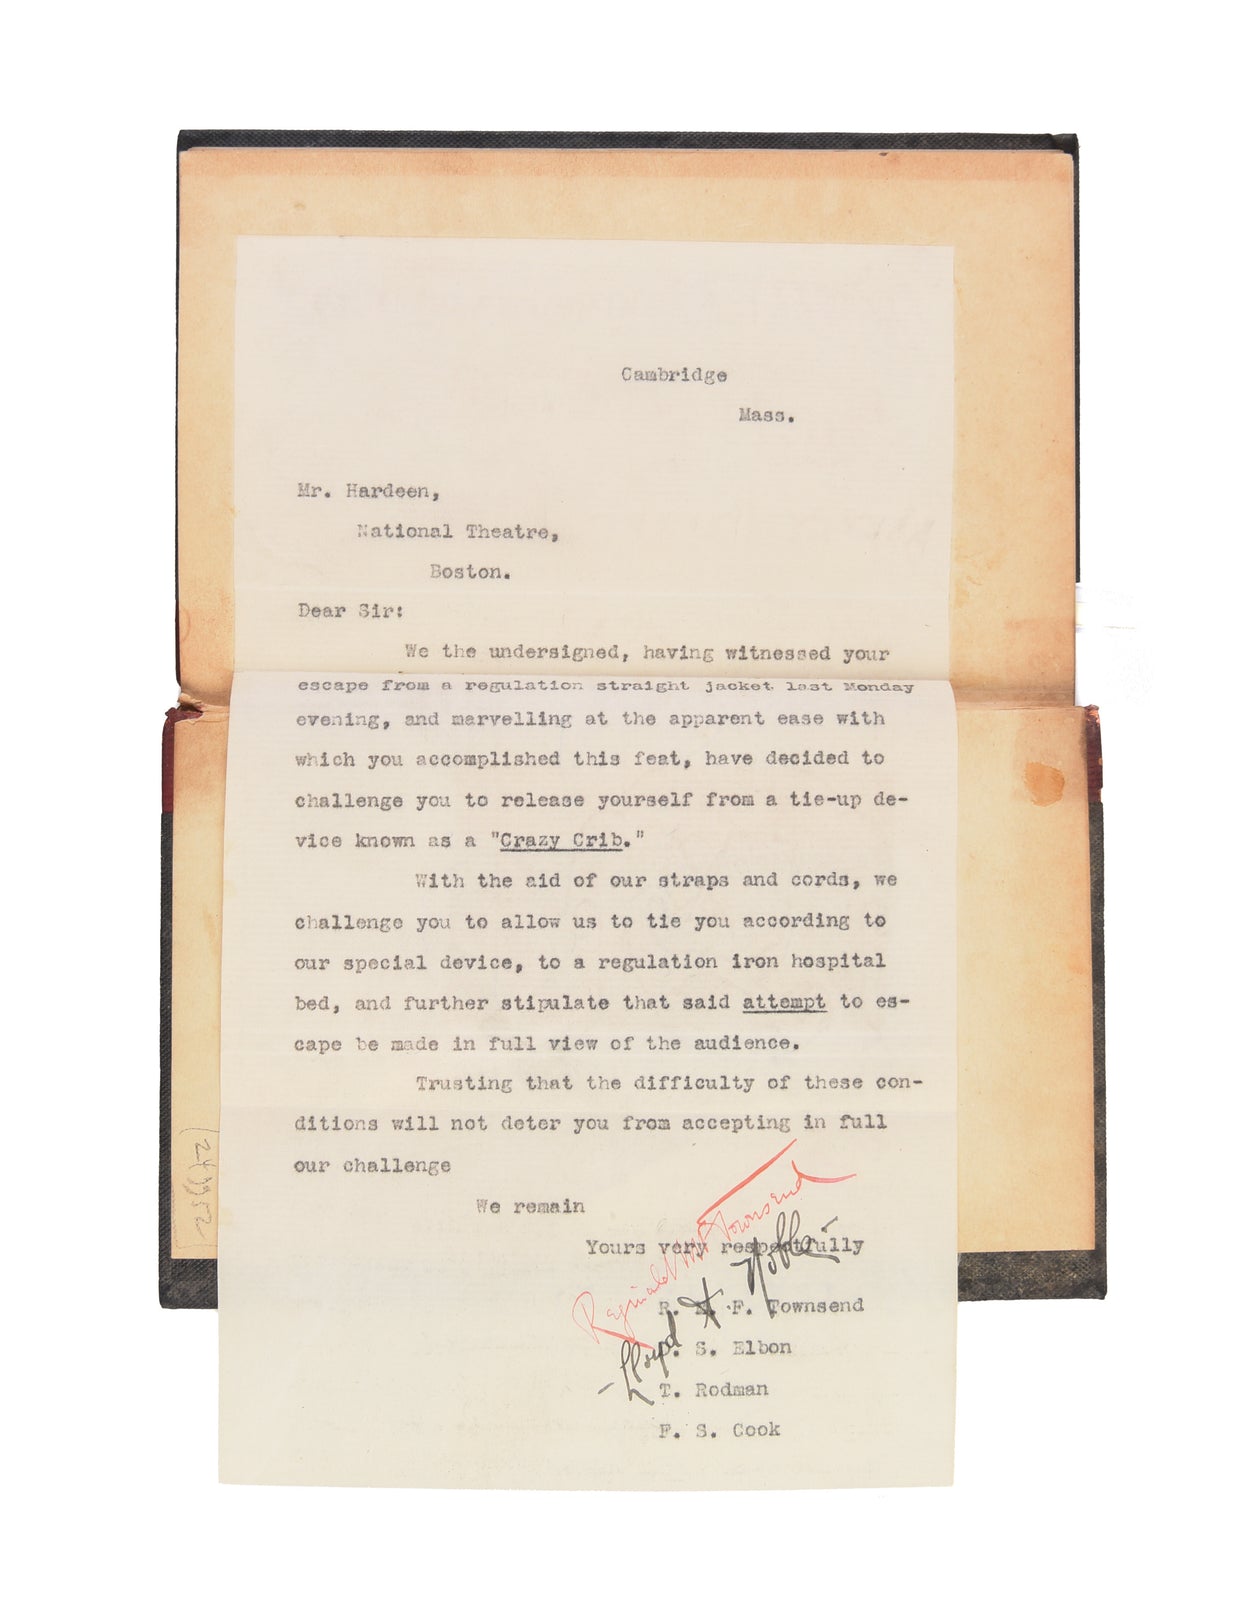 Cambridge
Mass.
Mr. Hardeen,
National Theatre,
Boston.
Dear Sir:
We the undersigned, having witnessed your
escape from a regulation straight jacket last Monday
evening, and marvelling at the apparent ease with
which you accomplished this feat, have decided to
challenge you to release yourself from a tie-up de-
vice known as a "Crazy Crib."
With the aid of our straps and cords, we
challenge you to allow us to tie you according to
our special device, to a regulation iron hospital
bed, and further stipulate that said attempt to es-
cape be made in full view of the audience.
Trusting that the difficulty of these con-
ditions will not deter you from accepting in full
our challenge
We remain
Yours very respectfully
Reginald Townsend
Lloyd Noble
R. F. Townsend
S. Elbon
T. Rodman
F. S. Cook